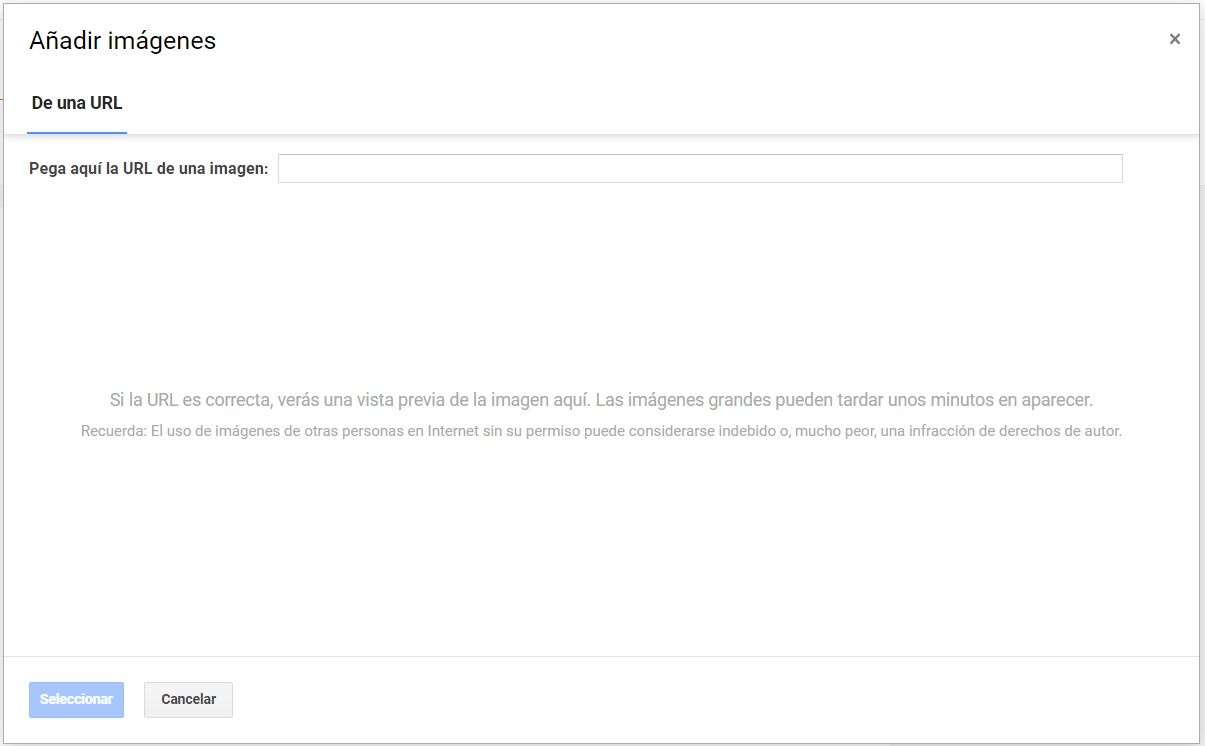 Añadir imágenes
×
De una URL
Pega aquí la URL de una imagen:
Si la URL es correcta, verás una vista previa de la imagen aquí. Las imágenes grandes pueden tardar unos minutos en aparecer.
Recuerda: El uso de imágenes de otras personas en Internet sin su permiso puede considerarse indebido o, mucho peor, una infracción de derechos de autor.
Seleccionar Cancelar